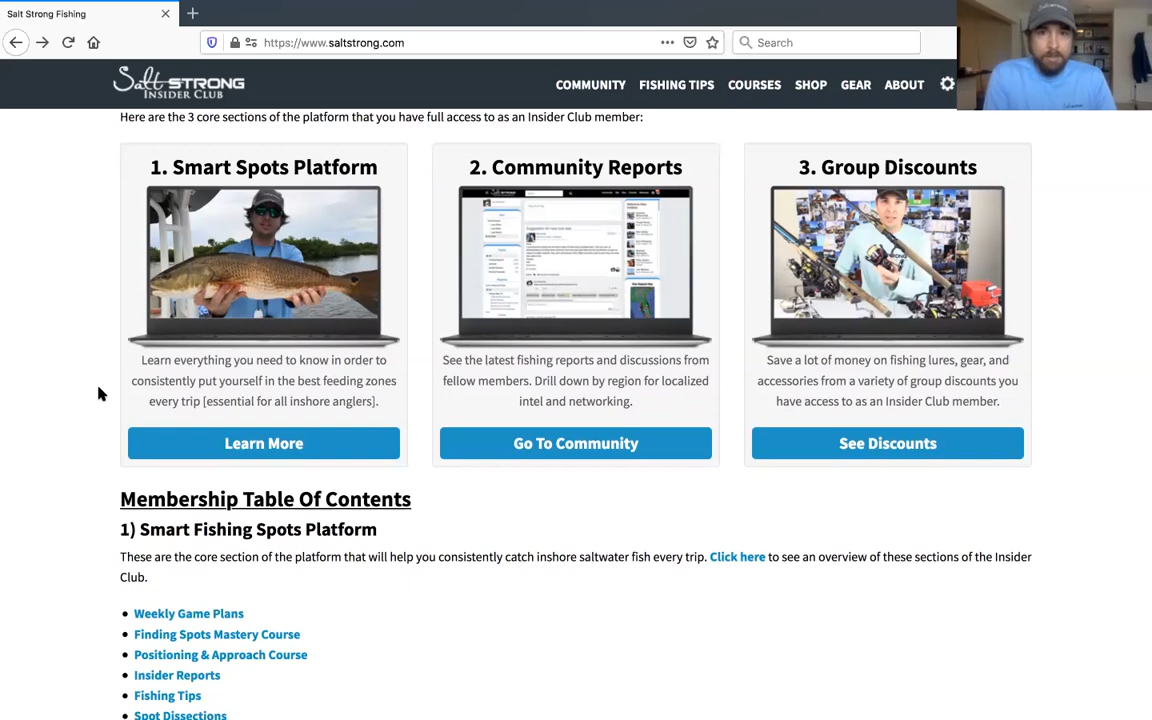 Salt Strong Fishing
https://www.saltstrong.com
Search
Salt STRONG
INSIDER CLUB
COMMUNITY FISHING TIPS COURSES SHOP GEAR ABOUT
Here are the 3 core sections of the platform that you have full access to as an Insider Club member:
1. Smart Spots Platform
Learn everything you need to know in order to
consistently put yourself in the best feeding zones
every trip [essential for all inshore anglers].
Learn More
2. Community Reports
See the latest fishing reports and discussions from
fellow members. Drill down by region for localized
intel and networking.
Go To Community
3. Group Discounts
Save a lot of money on fishing lures, gear, and
accessories from a variety of group discounts you
have access to as an Insider Club member.
See Discounts
Membership Table Of Contents
1) Smart Fishing Spots Platform
These are the core section of the platform that will help you consistently catch inshore saltwater fish every trip. Click here to see an overview of these sections of the Insider
Club.
• Weekly Game Plans
• Finding Spots Mastery Course
• Positioning & Approach Course
• Insider Reports
• Fishing Tips
• Spot Dissections